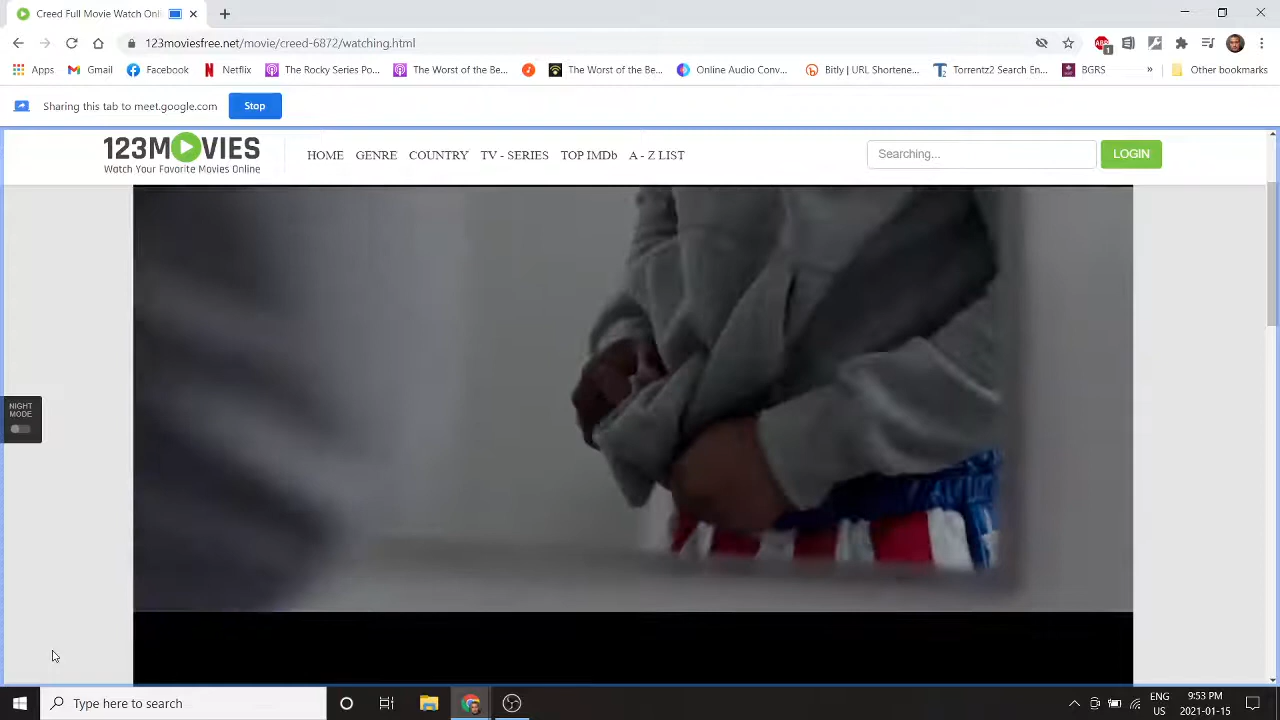 Creed Full Movie Watch Onli
123moviesfree.net/movie/creed-6872/watching.html
1
Apps Gmail Facebook Netflix The Rocky Series P... The Worst of the Be... The Worst of the Be... Online Audio Conv... Bitly | URL Shortene... Torrentz2 Search En... BGRS » Other bookmarks
Sharing this tab to meet.google.com Stop
123MOVIES
Watch Your Favorite Movies Online
HOME GENRE COUNTRY TV - SERIES TOP IMDb A - Z LIST
Searching... LOGIN
NIGHT
MODE
Type here to search
ENG
US
9:53 PM
2021-01-15